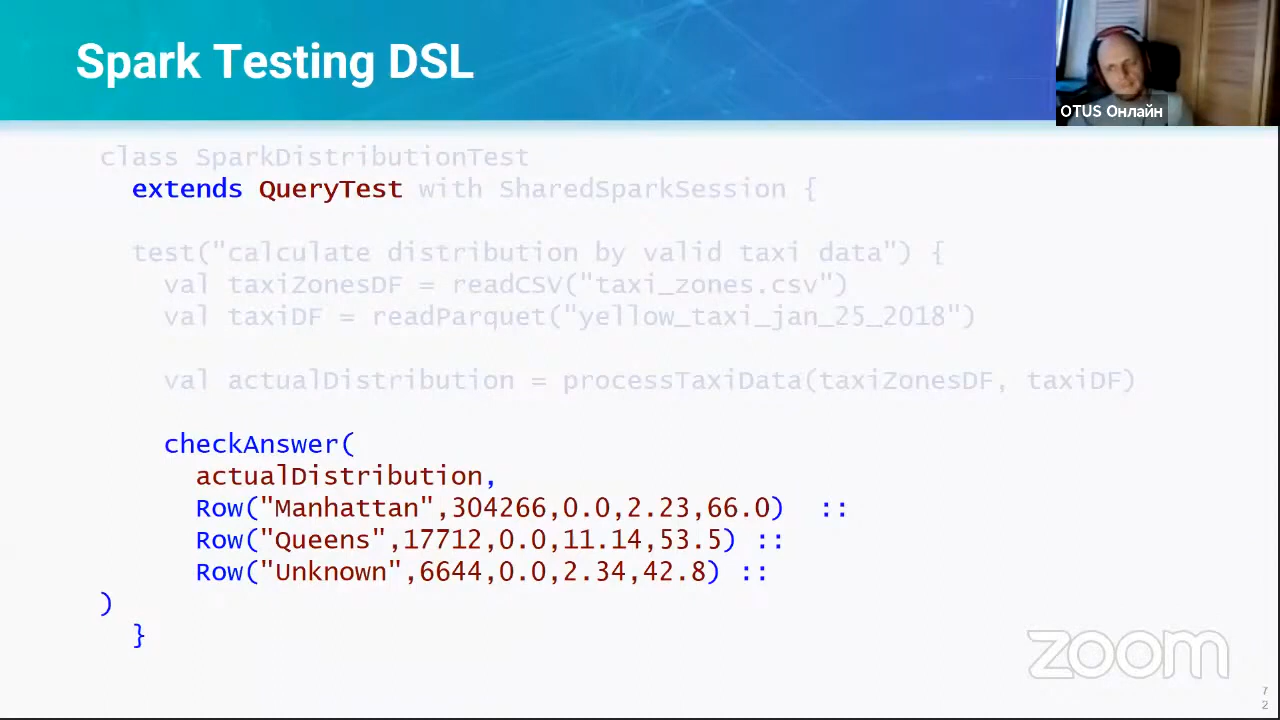 Spark Testing DSL
OTUS Онлайн
class SparkDistributionTest
extends QueryTest with SharedSparkSession {
test("calculate distribution by valid taxi data") {
val taxiZonesDF = readCSV("taxi_zones.csv")
val taxiDF = readParquet("yellow_taxi_jan_25_2018")
val actualDistribution = processTaxiData(taxiZonesDF, taxiDF)
checkAnswer(
actualDistribution,
Row("Manhattan",304266,0.0,2.23,66.0)  ::
Row("Queens",17712,0.0,11.14,53.5) ::
Row("Unknown",6644,0.0,2.34,42.8) ::
)
}
zoom
7
2